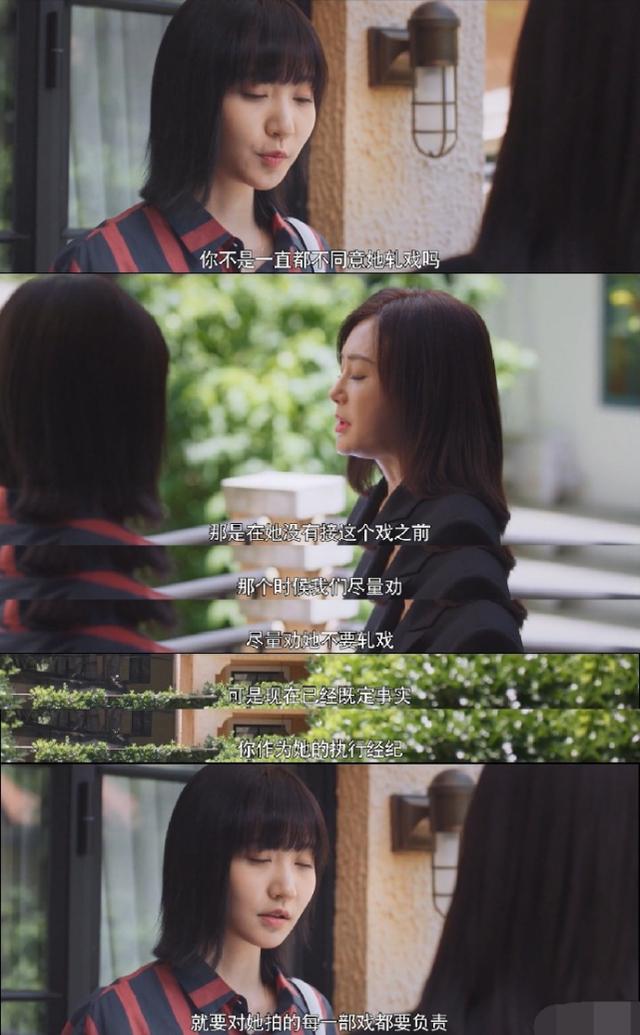 你不是一直都不同意她轧戏吗
那是在她没有接这个戏之前
那个时候我们尽量劝
尽量劝她不要轧戏
可是现在已经既定事实
你作为她的执行经纪
就要对她拍的每一部戏都要负责